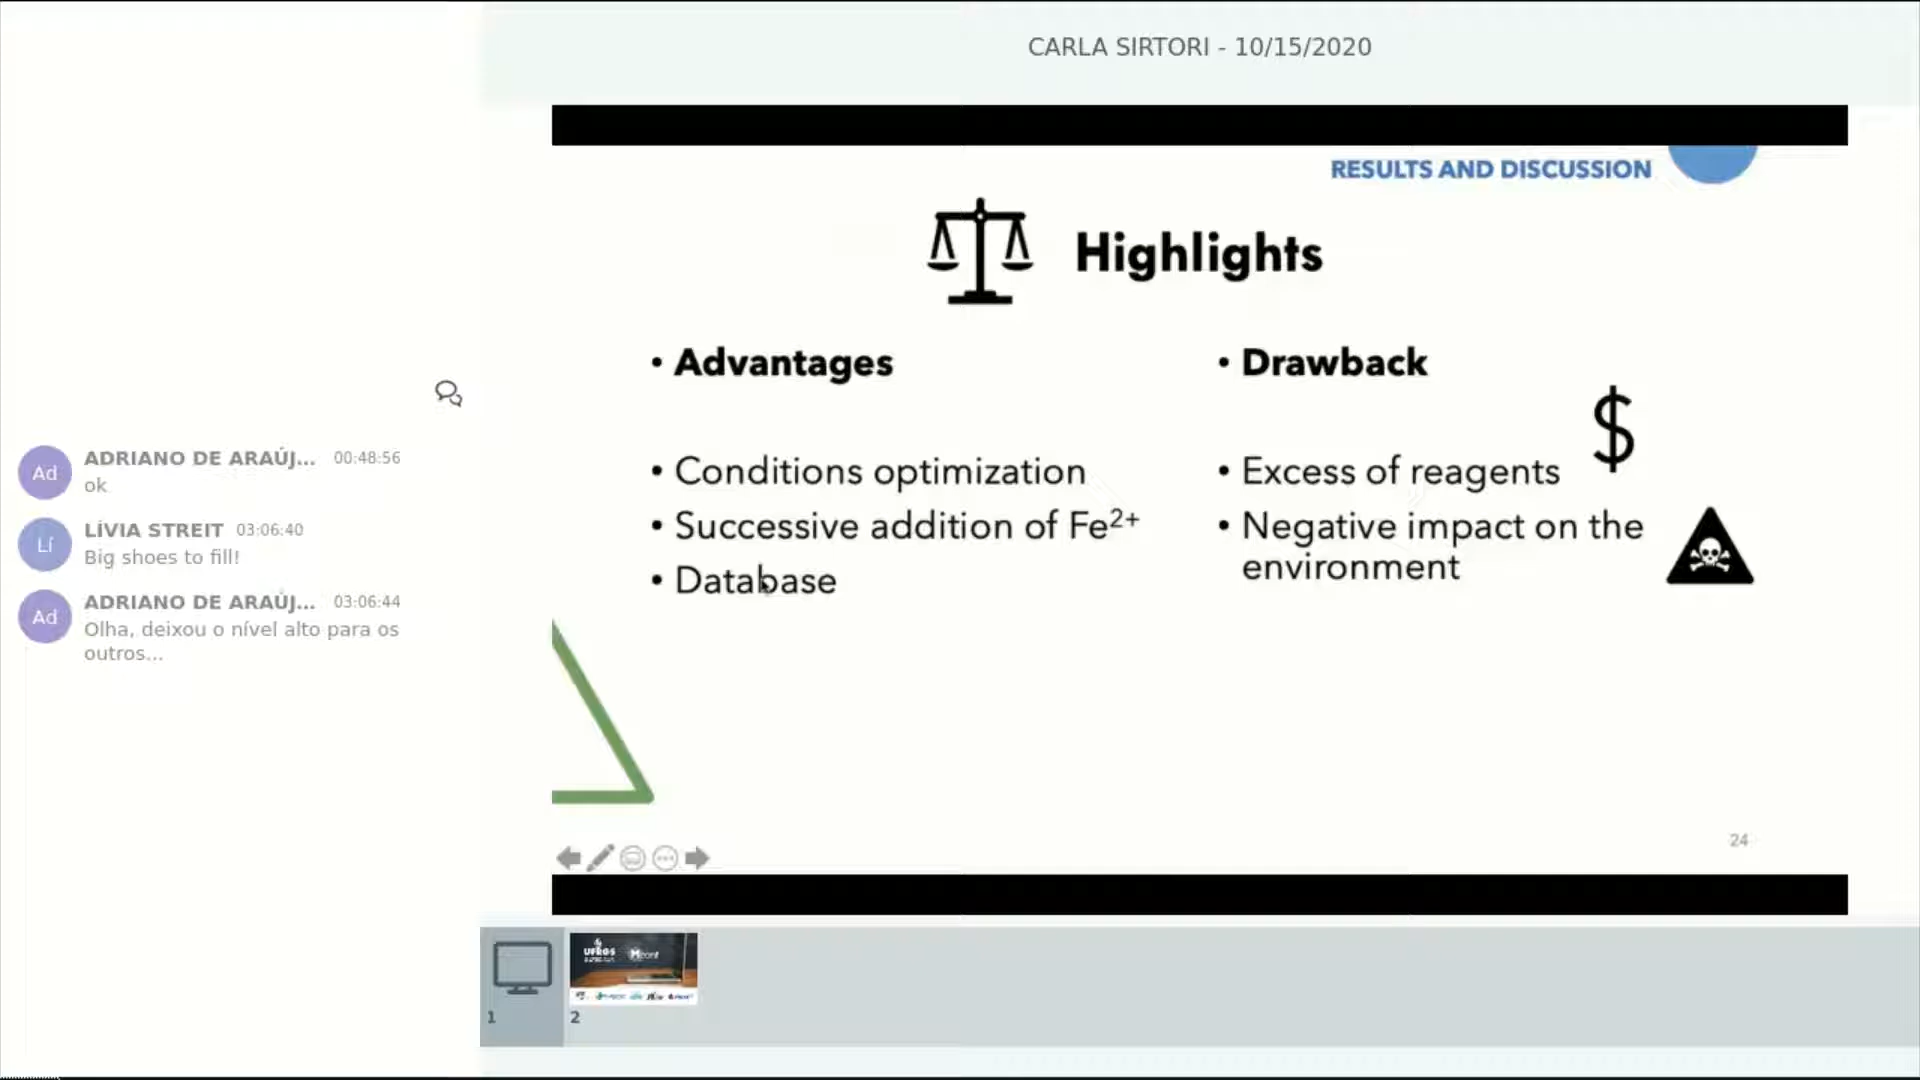 CARLA SIRTORI - 10/15/2020
RESULTS AND DISCUSSION
Highlights
• Advantages
• Conditions optimization
• Successive addition of Fe²⁺
• Database
• Drawback
$
• Excess of reagents
• Negative impact on the
environment
24
Ad
ADRIANO DE ARAÚJ... 00:48:56
ok
Lí
LÍVIA STREIT 03:06:40
Big shoes to fill!
Ad
ADRIANO DE ARAÚJ... 03:06:44
Olha, deixou o nível alto para os
outros...
UFRGS
1
2